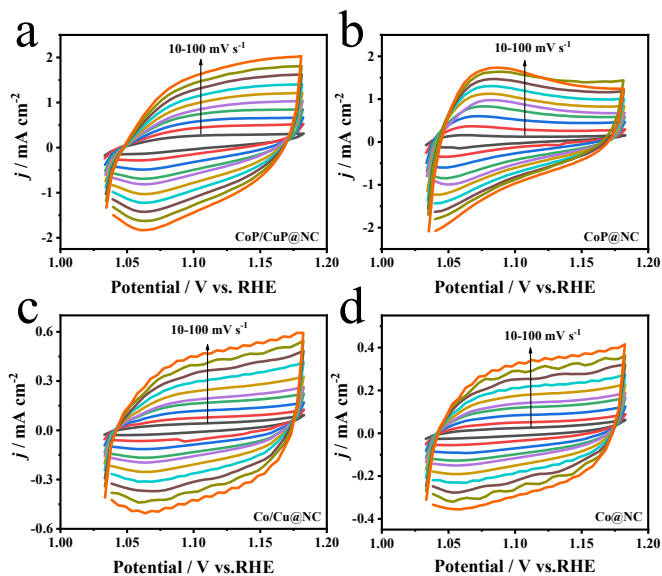 a
10-100 mV s⁻¹
2
1
0
-1
-2
j / mA cm⁻²
CoP/CuP@NC
1.00 1.05 1.10 1.15 1.20
Potential / V vs. RHE
b
10-100 mV s⁻¹
2
1
0
-1
-2
j / mA cm⁻²
CoP@NC
1.00 1.05 1.10 1.15 1.20
Potential / V vs.RHE
c
10-100 mV s⁻¹
0.6
0.3
0.0
-0.3
-0.6
j / mA cm⁻²
Co/Cu@NC
1.00 1.05 1.10 1.15 1.20
Potential / V vs.RHE
d
10-100 mV s⁻¹
0.4
0.2
0.0
-0.2
-0.4
j / mA cm⁻²
Co@NC
1.00 1.05 1.10 1.15 1.20
Potential / V vs.RHE